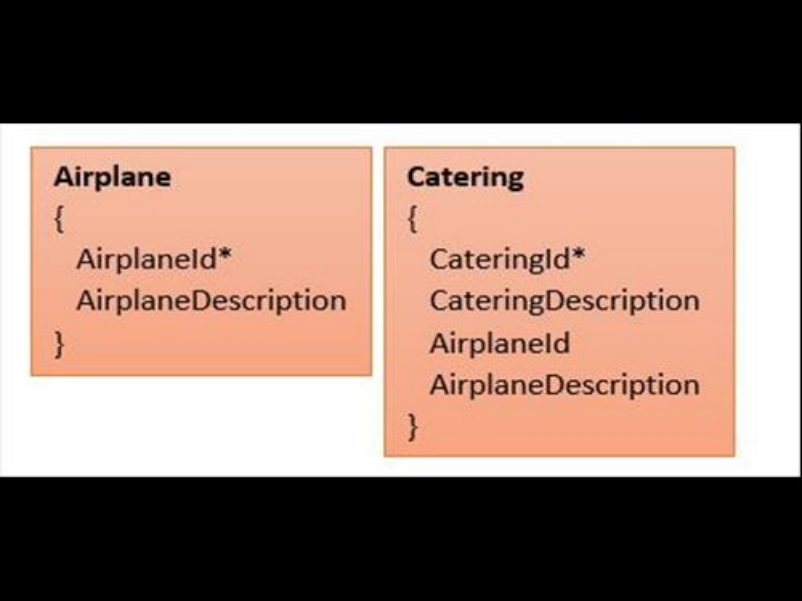 Airplane
{
AirplaneId*
AirplaneDescription
}
Catering
{
CateringId*
CateringDescription
AirplaneId
AirplaneDescription
}